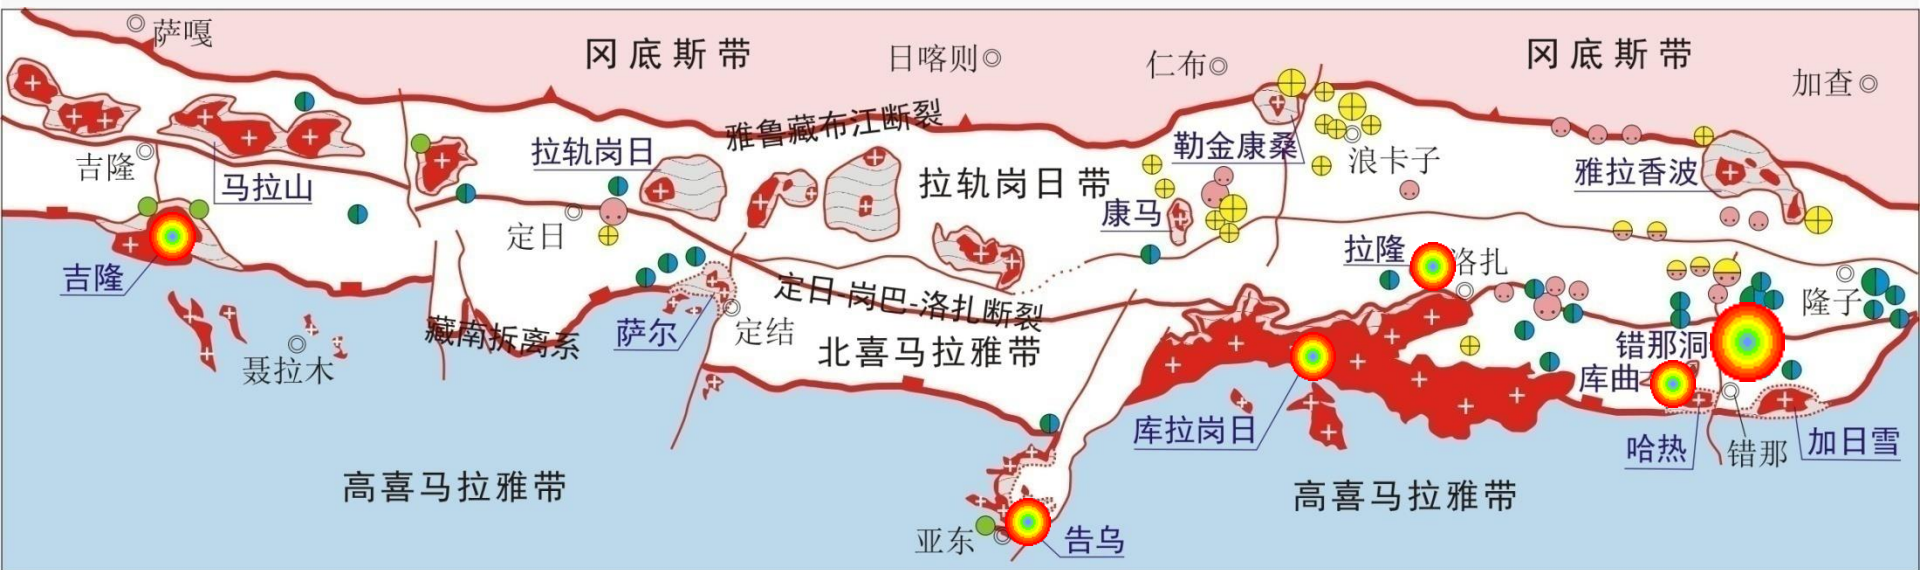 萨嘎
冈底斯带
日喀则
仁布
冈底斯带
加查
雅鲁藏布江断裂
吉隆
马拉山
拉轨岗日
拉轨岗日带
勒金康桑
浪卡子
雅拉香波
康马
定日
吉隆
拉隆
洛扎
定日-岗巴-洛扎断裂
隆子
藏南拆离系
萨尔
定结
北喜马拉雅带
错那洞
聂拉木
库曲
库拉岗日
哈热
错那
加日雪
高喜马拉雅带
高喜马拉雅带
亚东
告乌